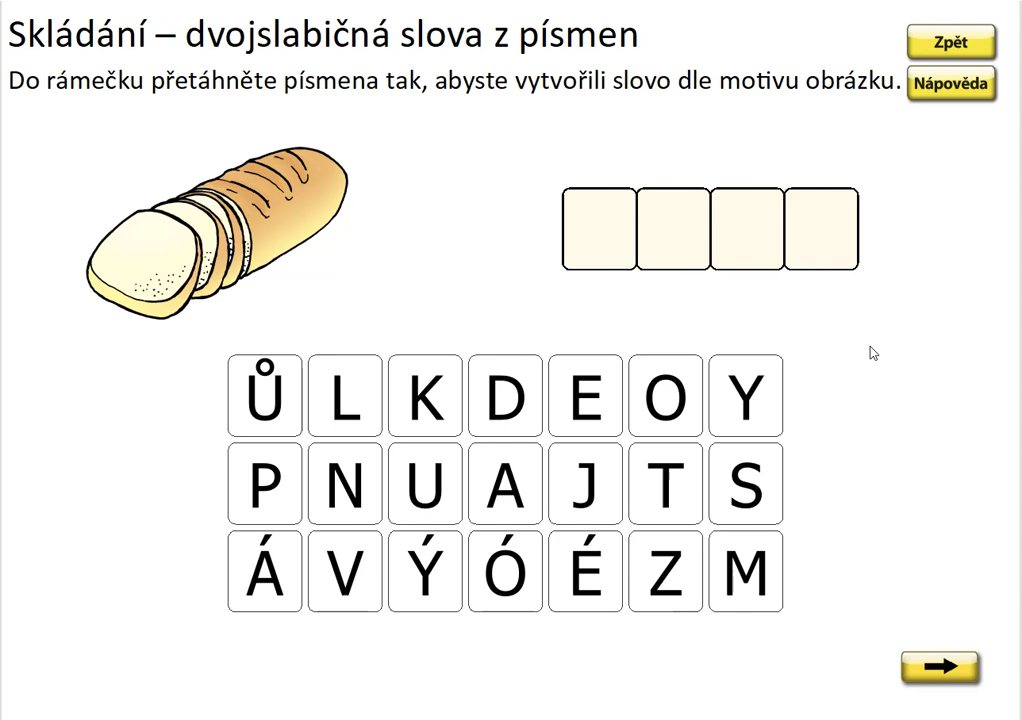 Skládání – dvojslabičná slova z písmen
Zpět
Do rámečku přetáhněte písmena tak, abyste vytvořili slovo dle motivu obrázku.
Nápověda
Ů L K D E O Y
P N U A J T S
Á V Ý Ó É Z M